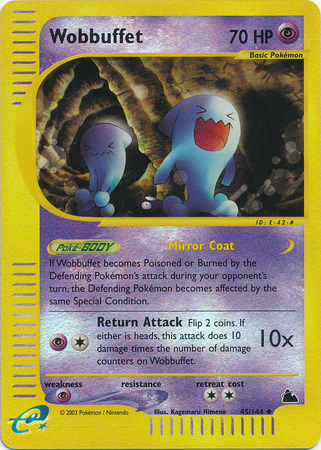 Wobbuffet 70 HP
Basic Pokémon
ID: E-42-#
Poké-BODY Mirror Coat
If Wobbuffet becomes Poisoned or Burned by the
Defending Pokémon's attack during your opponent's
turn, the Defending Pokémon becomes affected by the
same Special Condition.
Return Attack Flip 2 coins. If
either is heads, this attack does 10
damage times the number of damage
counters on Wobbuffet.
10x
weakness resistance retreat cost
e
© 2003 Pokémon / Nintendo Illus. Kagemaru Himeno 45/144